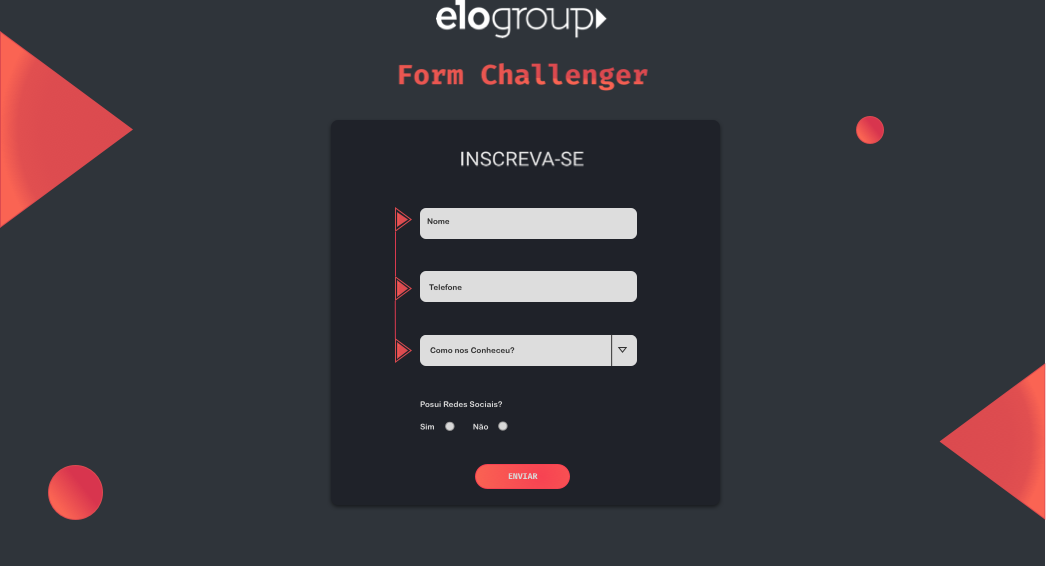 elogroup
Form Challenger
INSCREVA-SE
Nome
Telefone
Como nos Conheceu?
Posui Redes Sociais?
Sim Não
ENVIAR